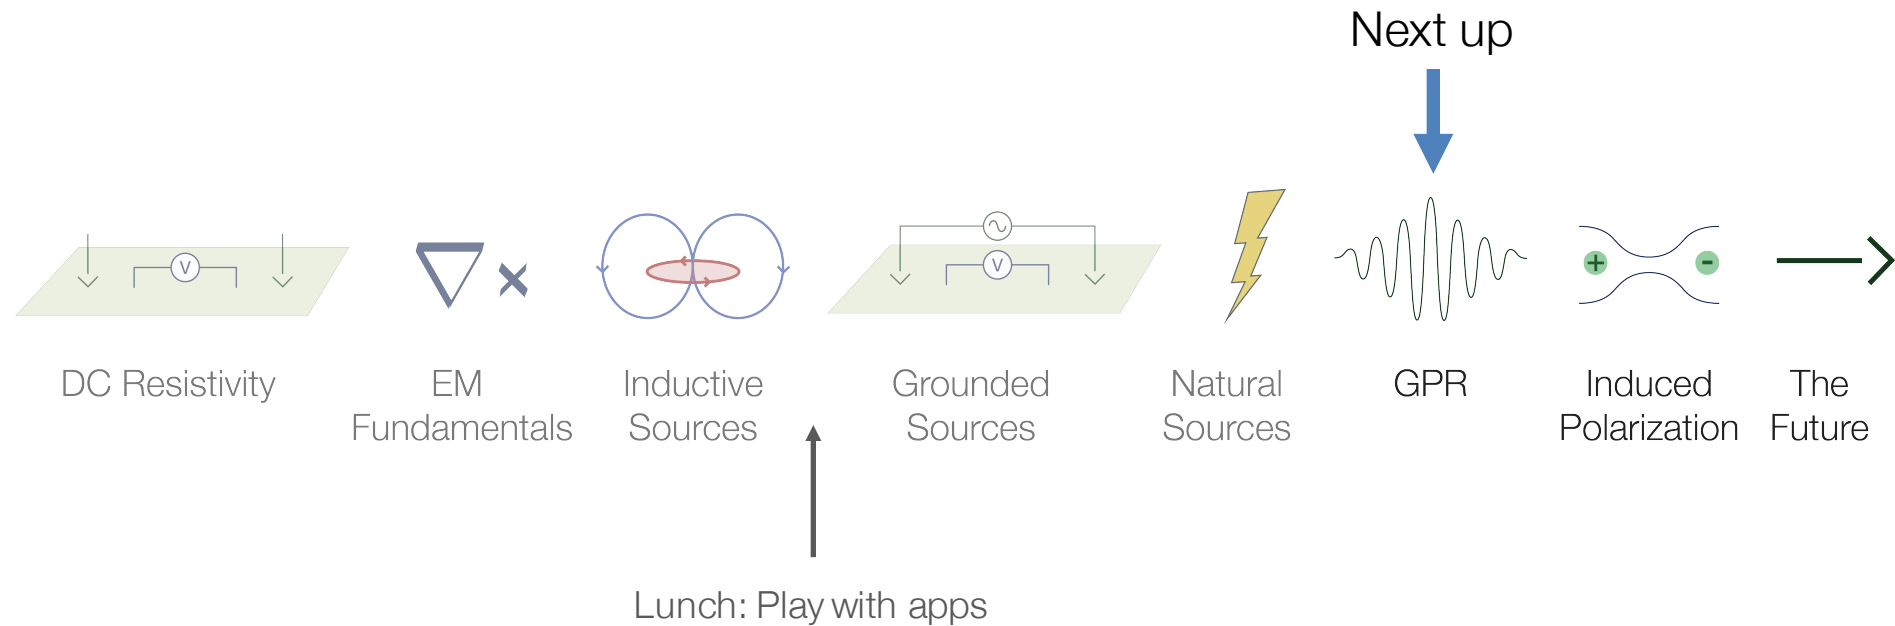 Next up
V
V
+
-
DC Resistivity
EM
Fundamentals
Inductive
Sources
Grounded
Sources
Natural
Sources
GPR
Induced
Polarization
The
Future
Lunch: Play with apps